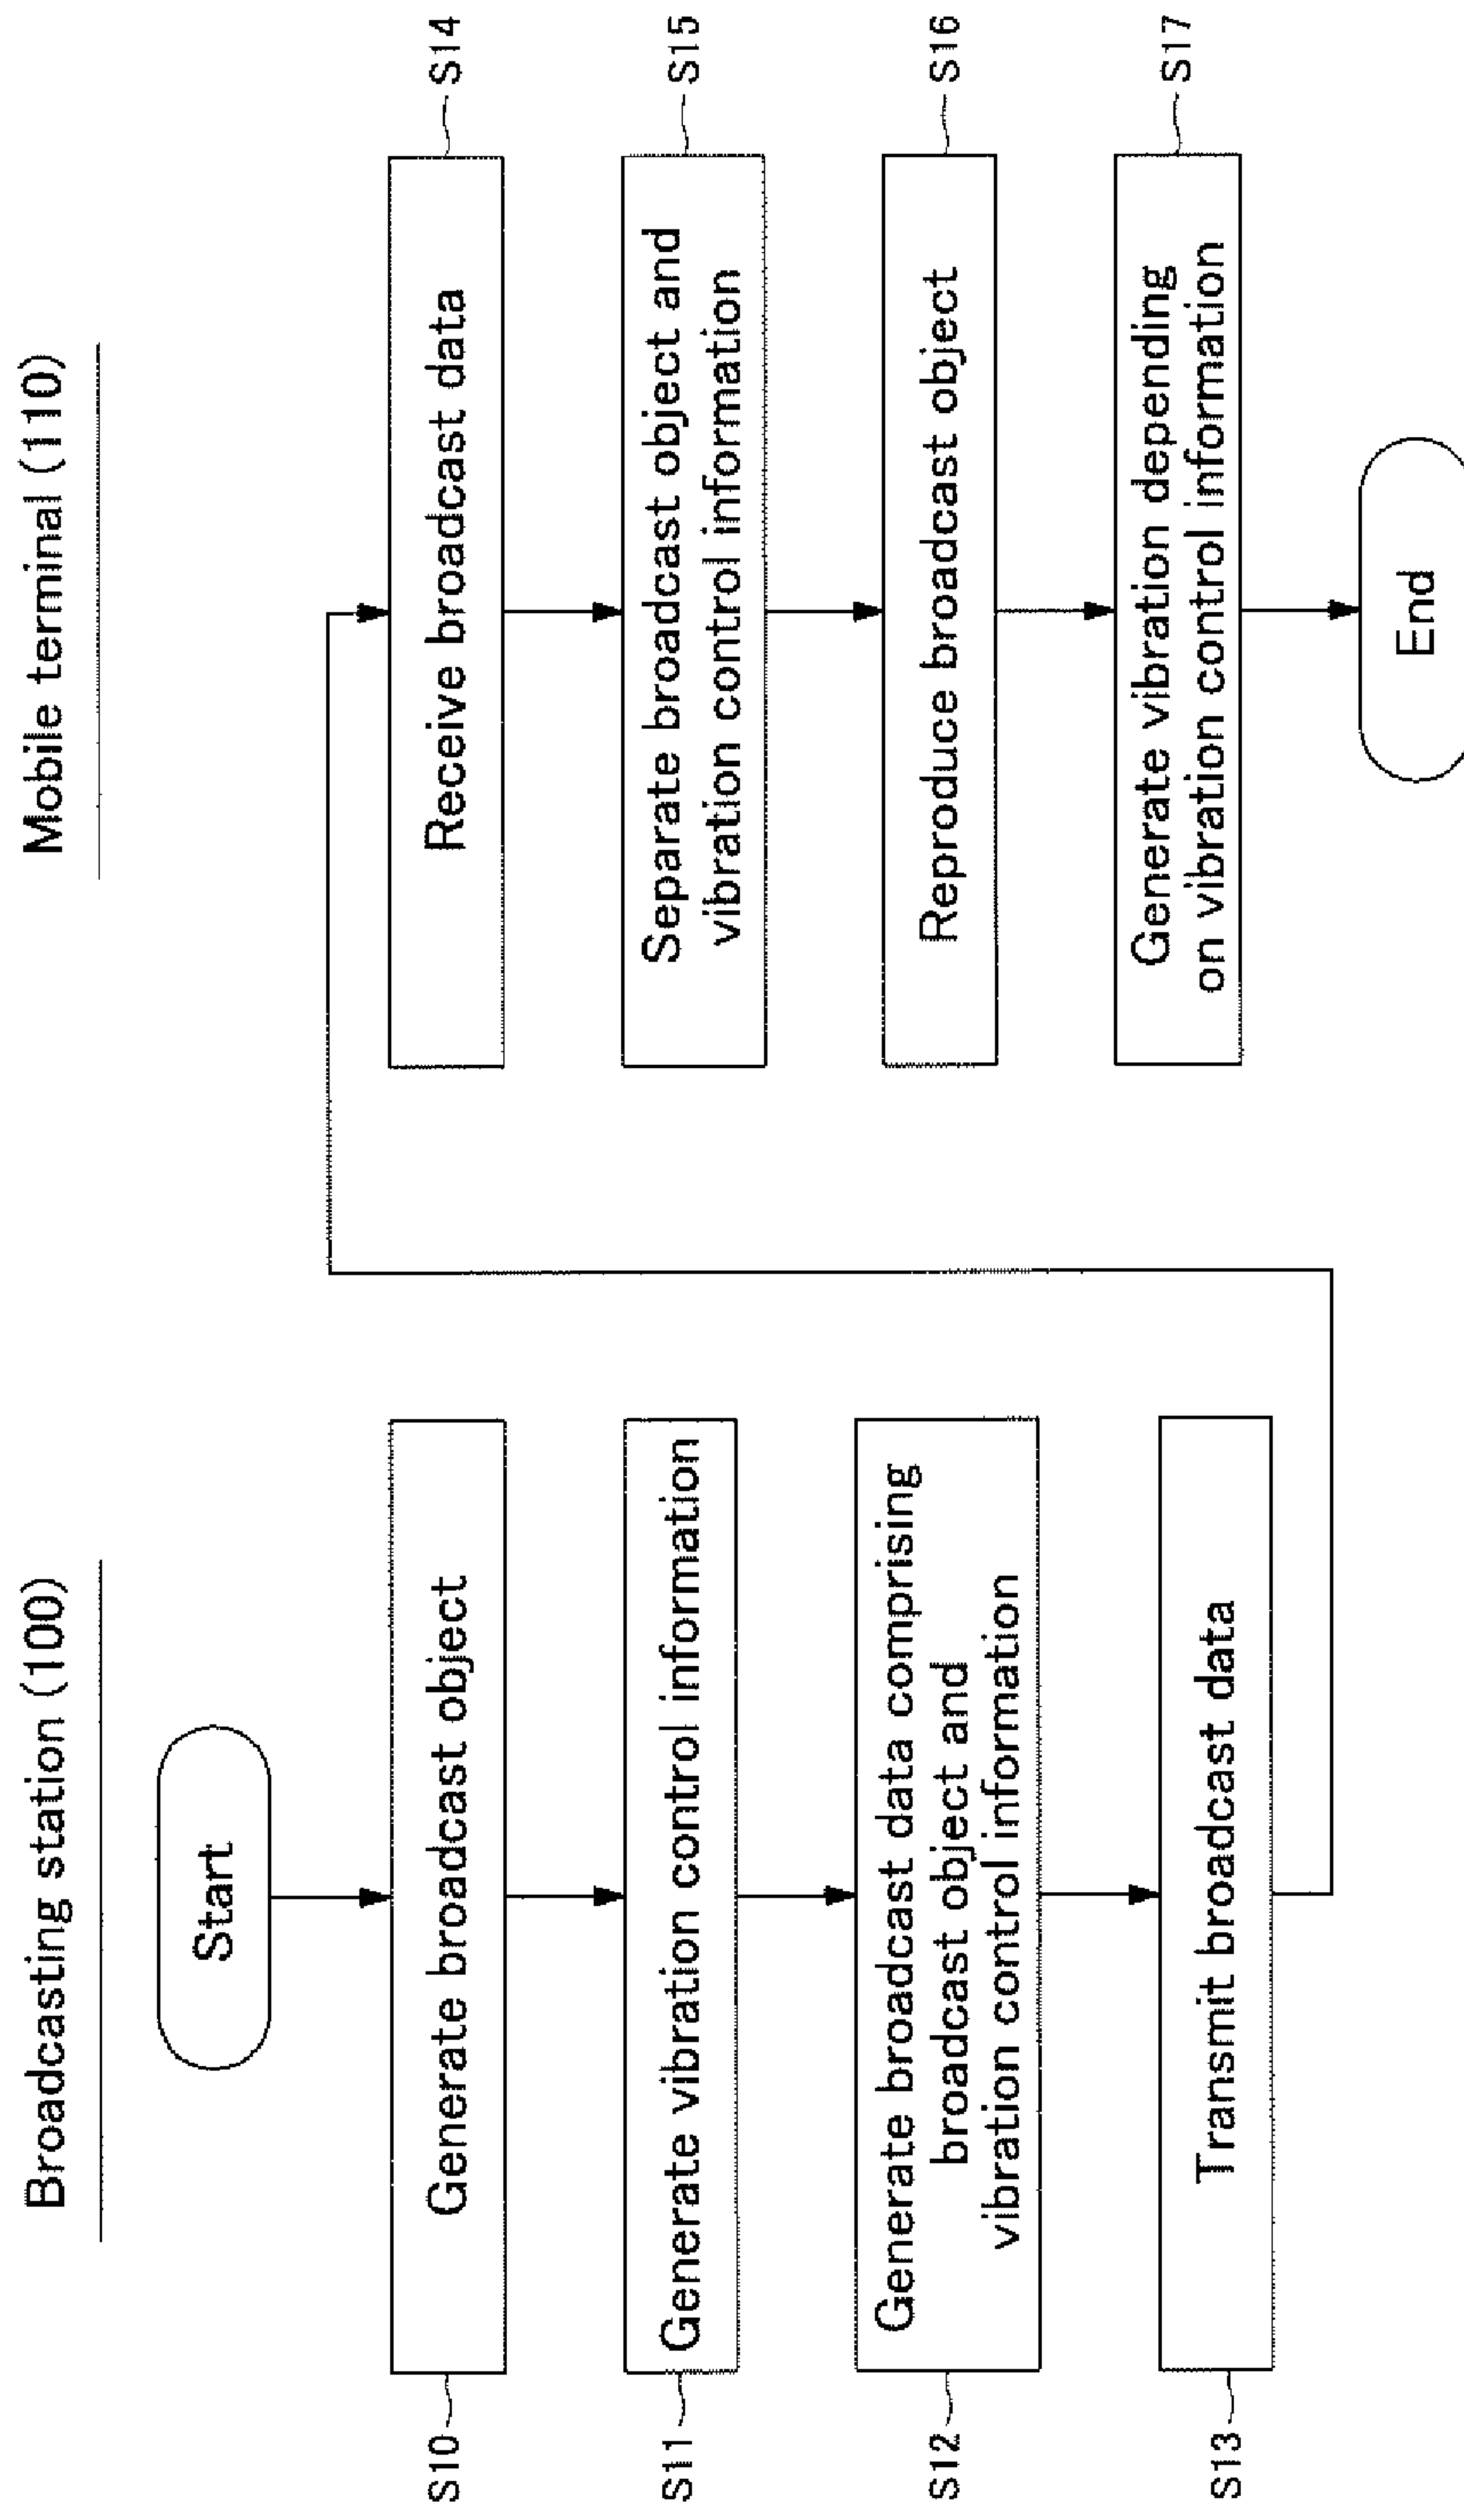 Broadcasting station (100)
Start
S10
Generate broadcast object
S11
Generate vibration control information
S12
Generate broadcast data comprising
broadcast object and
vibration control information
S13
Transmit broadcast data
Mobile terminal (110)
Receive broadcast data
S14
Separate broadcast object and
vibration control information
S15
Reproduce broadcast object
S16
Generate vibration depending
on vibration control information
S17
End